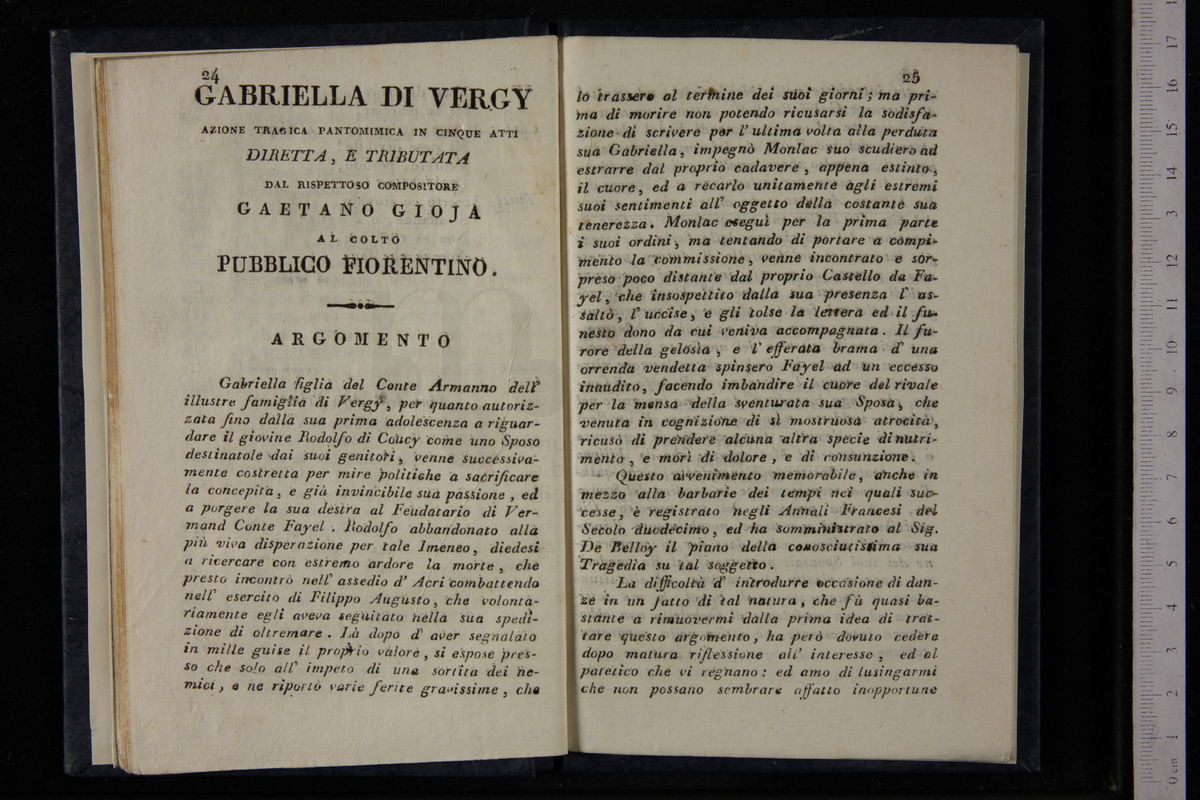 24
GABRIELLA DI VERGY
AZIONE TRAGICA PANTOMIMICA IN CINQUE ATTI
DIRETTA, E TRIBUTATA
DAL RISPETTOSO COMPOSITORE
GAETANO GIOJA
AL COLTO
PUBBLICO FIORENTINO.
ARGOMENTO
Gabriella figlia del Conte Armanno dell'
illustre famiglia di Vergy, per quanto autoriz-
zata fino dalla sua prima adolescenza a riguar-
dare il giovine Rodolfo di Coucy come uno Sposo
destinatole dai suoi genitori, venne successiva-
mente costretta per mire politiche a sacrificare
la concepita, e già invincibile sua passione, ed
a porgere la sua destra al Feudatario di Ver-
mand Conte Fayel. Rodolfo abbandonato alla
più viva disperazione per tale Imeneo, diedesi
a ricercare con estremo ardore la morte, che
presto incontrò nell' assedio d' Acri combattendo
nell' esercito di Filippo Augusto, che volonta-
riamente egli aveva seguitato nella sua spedi-
zione di oltremare. Là dopo d' aver segnalato
in mille guise il proprio valore, si espose pres-
so che solo all' impeto di una sortita dei ne-
mici, e ne riportò varie ferite gravissime, che
25
lo trassero al termine dei suoi giorni; ma pri-
ma di morire non potendo ricusarsi la sodisfa-
zione di scrivere per l' ultima volta alla perduta
sua Gabriella, impegnò Monlac suo scudiero ad
estrarre dal proprio cadavere, appena estinto,
il cuore, ed a recarlo unitamente agli estremi
suoi sentimenti all' oggetto della costante sua
tenerezza. Monlac eseguì per la prima parte
i suoi ordini, ma tentando di portare a compi-
mento la commissione, venne incontrato e sor-
preso poco distante dal proprio Castello da Fa-
yel, che insospettito dalla sua presenza l' as-
saltò, l' uccise, e gli tolse la lettera ed il fu-
nesto dono da cui veniva accompagnata. Il fu-
rore della gelosìa, e l' efferata brama d' una
orrenda vendetta spinsero Fayel ad un eccesso
inaudito, facendo imbandire il cuore del rivale
per la mensa della sventurata sua Sposa, che
venuta in cognizione di sì mostruosa atrocità,
ricusò di prendere alcuna altra specie di nutri-
mento, e morì di dolore, e di consunzione.
Questo avvenimento memorabile, anche in
mezzo alla barbarie dei tempi nei quali suc-
cesse, è registrato negli Annali Francesi del
Secolo duodecimo, ed ha somministrato al Sig.
De Belloy il piano della conosciutissima sua
Tragedia su tal soggetto.
La difficoltà d' introdurre occasione di dan-
ze in un fatto di tal natura, che fù quasi ba-
stante a rimuovermi dalla prima idea di trat-
tare questo argomento, ha però dovuto cedere
dopo matura riflessione all' interesse, ed al
patetico che vi regnano: ed amo di lusingarmi
che non possano sembrare affatto inopportune
0 cm 1 2 3 4 5 6 7 8 9 10 11 12 13 14 15 16 17